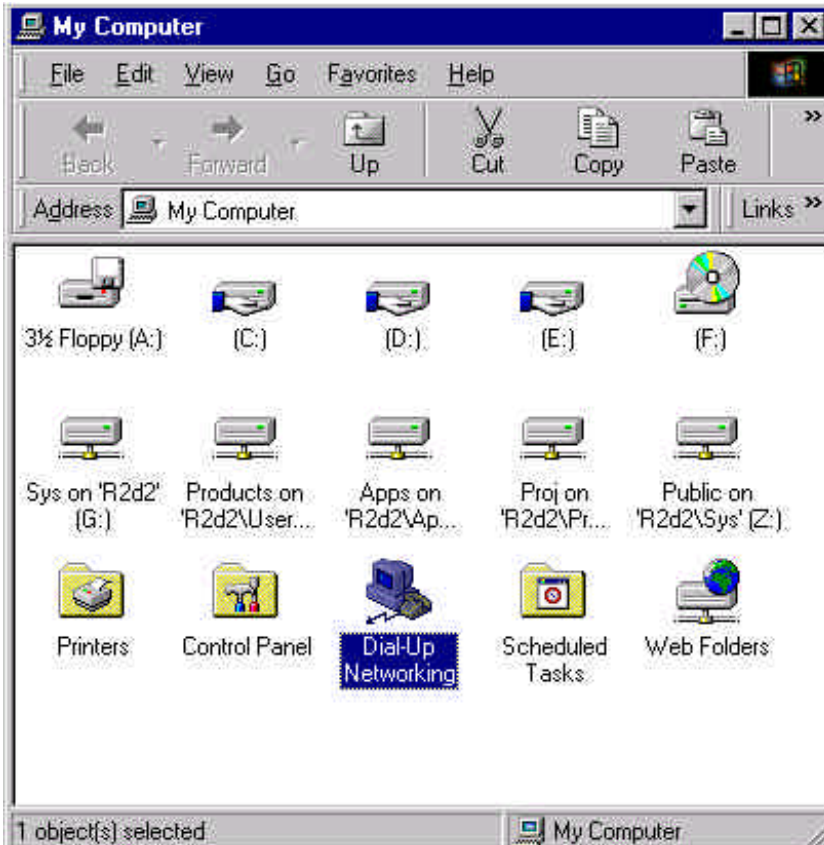 My Computer
File Edit View Go Favorites Help
Back Forward Up Cut Copy Paste »
Address My Computer Links »
3½ Floppy (A:) (C:) (D:) (E:) (F:)
Sys on 'R2d2' Products on Apps on Proj on Public on
(G:) 'R2d2\User... 'R2d2\Ap... 'R2d2\Pr... 'R2d2\Sys' (Z:)
Printers Control Panel Dial-Up Scheduled Web Folders
Networking Tasks
1 object(s) selected My Computer